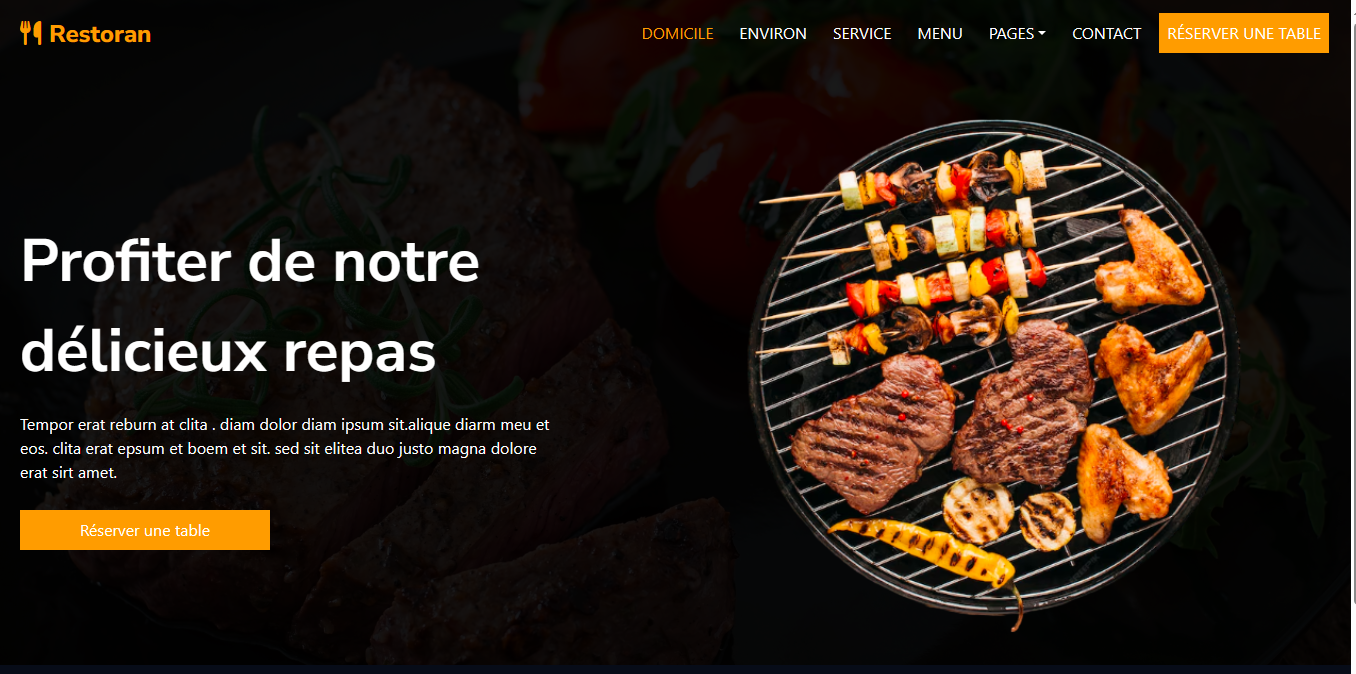 Restoran
DOMICILE ENVIRON SERVICE MENU PAGES CONTACT RÉSERVER UNE TABLE
Profiter de notre
délicieux repas
Tempor erat reburn at clita . diam dolor diam ipsum sit.alique diarm meu et
eos. clita erat epsum et boem et sit. sed sit elitea duo justo magna dolore
erat sirt amet.
Réserver une table